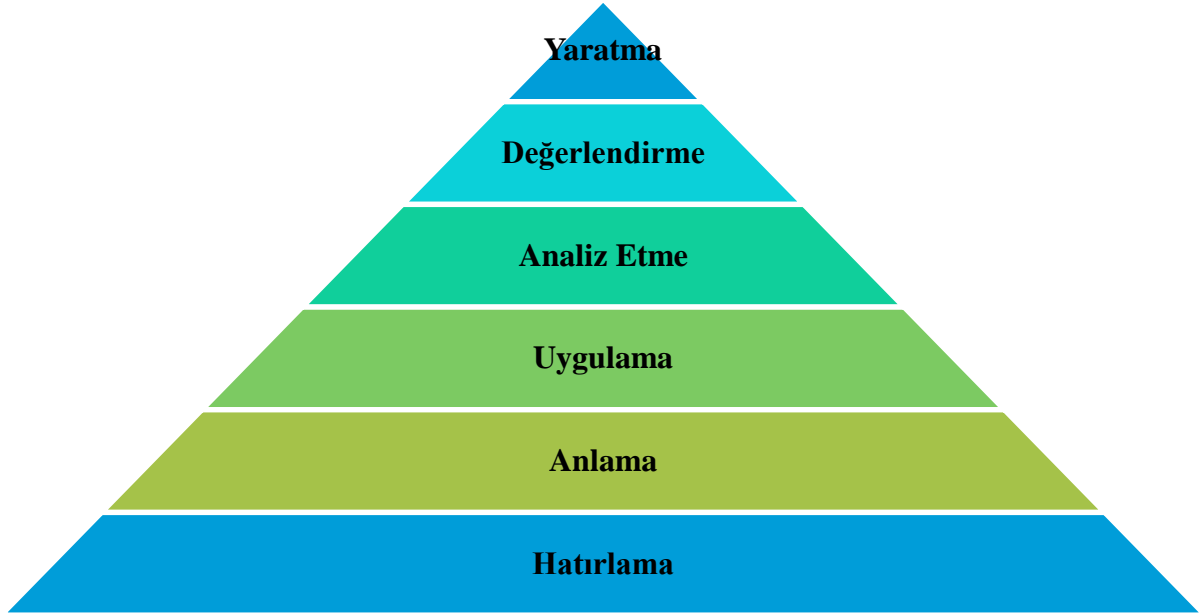 Yaratma
Değerlendirme
Analiz Etme
Uygulama
Anlama
Hatırlama